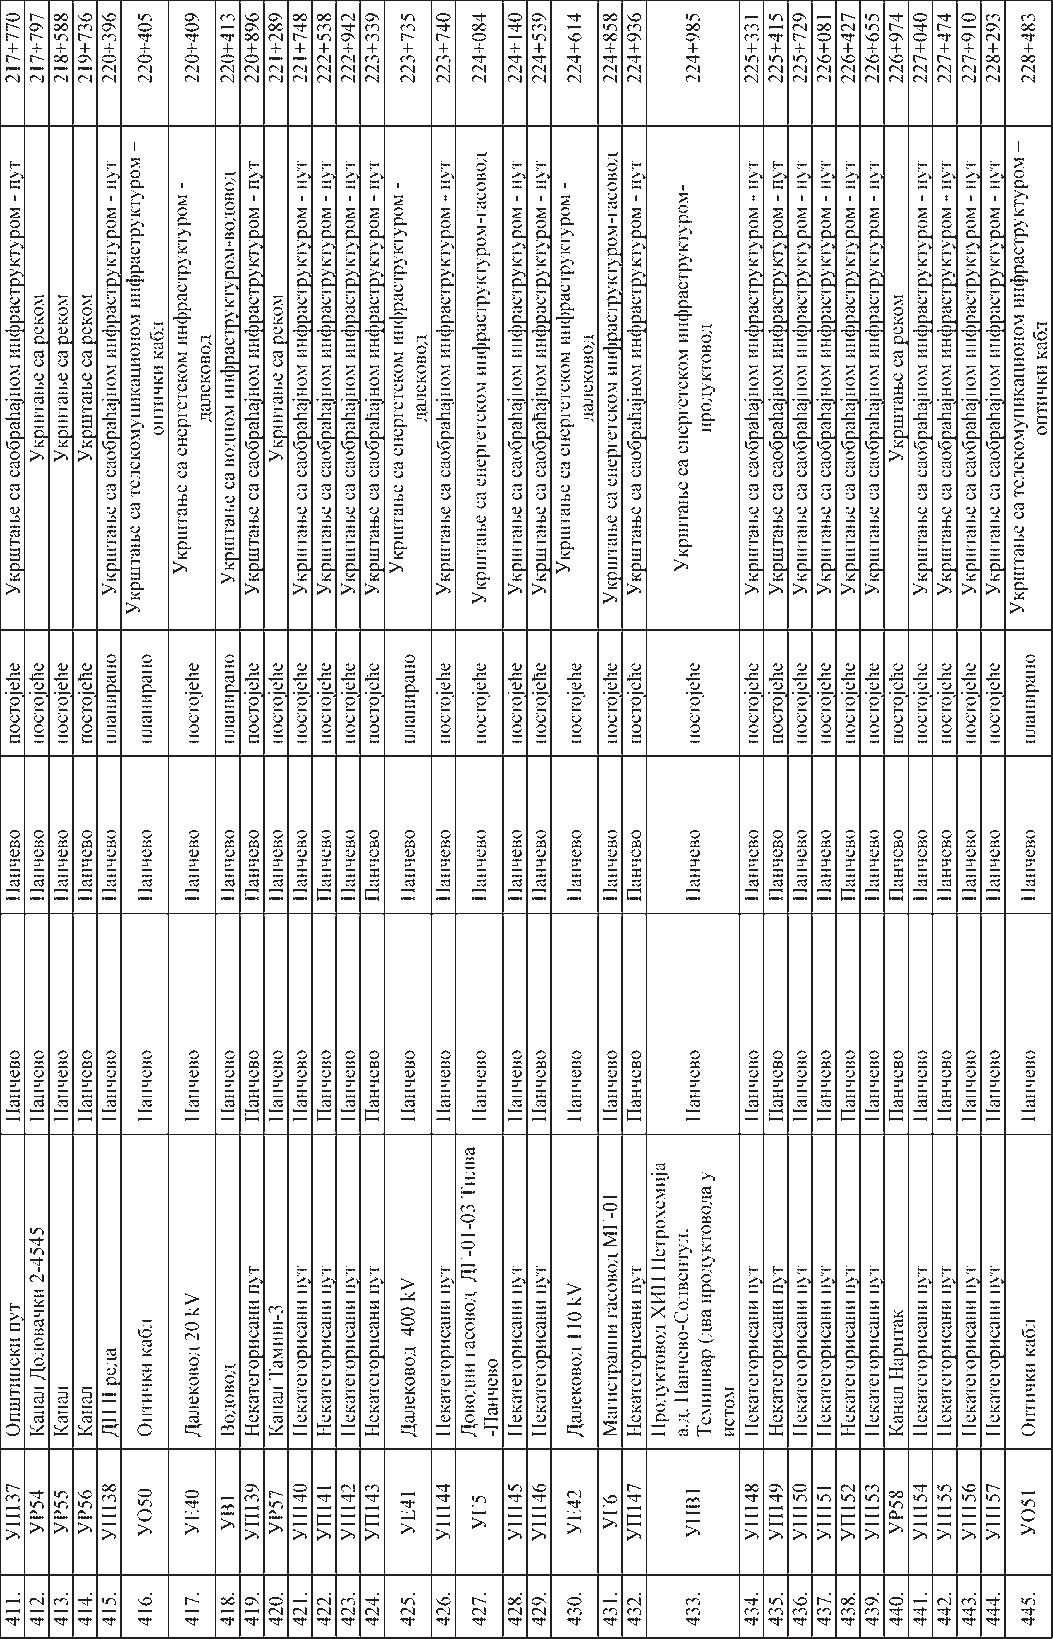 411. УП137 Општински пут Панчево Панчево постојеће Укрштање са саобраћајном инфраструктуром - пут 217+770
412. УР54 Канал Доловачки 2-4545 Панчево Панчево постојеће Укрштање са реком 217+797
413. УР55 Канал Панчево Панчево постојеће Укрштање са реком 218+588
414. УР56 Канал Панчево Панчево постојеће Укрштање са реком 219+736
415. УП138 ДП II реда Панчево Панчево планирано Укрштање са саобраћајном инфраструктуром - пут 220+396
416. УО50 Оптички кабл Панчево Панчево планирано Укрштање са телекомуникационом инфраструктуром –
оптички кабл 220+405
417. УЕ40 Далековод 20 kV Панчево Панчево постојеће Укрштање са енергетском инфраструктуром -
далековод 220+409
418. УВ1 Водовод Панчево Панчево планирано Укрштање са водном инфраструктуром-водовод 220+413
419. УП139 Некатегорисани пут Панчево Панчево постојеће Укрштање са саобраћајном инфраструктуром - пут 220+896
420. УР57 Канал Тамиш-3 Панчево Панчево постојеће Укрштање са реком 221+289
421. УП140 Некатегорисани пут Панчево Панчево постојеће Укрштање са саобраћајном инфраструктуром - пут 221+748
422. УП141 Некатегорисани пут Панчево Панчево постојеће Укрштање са саобраћајном инфраструктуром - пут 222+538
423. УП142 Некатегорисани пут Панчево Панчево постојеће Укрштање са саобраћајном инфраструктуром - пут 222+942
424. УП143 Некатегорисани пут Панчево Панчево постојеће Укрштање са саобраћајном инфраструктуром - пут 223+339
425. УЕ41 Далековод 400 kV Панчево Панчево планирано Укрштање са енергетском инфраструктуром -
далековод 223+735
426. УП144 Некатегорисани пут Панчево Панчево постојеће Укрштање са саобраћајном инфраструктуром - пут 223+740
427. УГ5 Доводни гасовод ДГ-01-03 Тилва
-Панчево Панчево Панчево постојеће Укрштање са енергетском инфраструктуром-гасовод 224+084
428. УП145 Некатегорисани пут Панчево Панчево постојеће Укрштање са саобраћајном инфраструктуром - пут 224+140
429. УП146 Некатегорисани пут Панчево Панчево постојеће Укрштање са саобраћајном инфраструктуром - пут 224+539
430. УЕ42 Далековод 110 kV Панчево Панчево постојеће Укрштање са енергетском инфраструктуром -
далековод 224+614
431. УГ6 Магистрални гасовод МГ-01 Панчево Панчево постојеће Укрштање са енергетском инфраструктуром-гасовод 224+858
432. УП147 Некатегорисани пут Панчево Панчево постојеће Укрштање са саобраћајном инфраструктуром - пут 224+936
433. УПВ1 Продуктовод ХИП Петрохемија
а.д. Панчево-Солвентул.
Темишвар (два продуктовода у
истом Панчево Панчево постојеће Укрштање са енергетском инфраструктуром-
продуктовод 224+985
434. УП148 Некатегорисани пут Панчево Панчево постојеће Укрштање са саобраћајном инфраструктуром - пут 225+331
435. УП149 Некатегорисани пут Панчево Панчево постојеће Укрштање са саобраћајном инфраструктуром - пут 225+415
436. УП150 Некатегорисани пут Панчево Панчево постојеће Укрштање са саобраћајном инфраструктуром - пут 225+729
437. УП151 Некатегорисани пут Панчево Панчево постојеће Укрштање са саобраћајном инфраструктуром - пут 226+081
438. УП152 Некатегорисани пут Панчево Панчево постојеће Укрштање са саобраћајном инфраструктуром - пут 226+427
439. УП153 Некатегорисани пут Панчево Панчево постојеће Укрштање са саобраћајном инфраструктуром - пут 226+655
440. УР58 Канал Наритак Панчево Панчево постојеће Укрштање са реком 226+974
441. УП154 Некатегорисани пут Панчево Панчево постојеће Укрштање са саобраћајном инфраструктуром - пут 227+040
442. УП155 Некатегорисани пут Панчево Панчево постојеће Укрштање са саобраћајном инфраструктуром - пут 227+474
443. УП156 Некатегорисани пут Панчево Панчево постојеће Укрштање са саобраћајном инфраструктуром - пут 227+910
444. УП157 Некатегорисани пут Панчево Панчево постојеће Укрштање са саобраћајном инфраструктуром - пут 228+293
445. УО51 Оптички кабл Панчево Панчево планирано Укрштање са телекомуникационом инфраструктуром –
оптички кабл 228+483